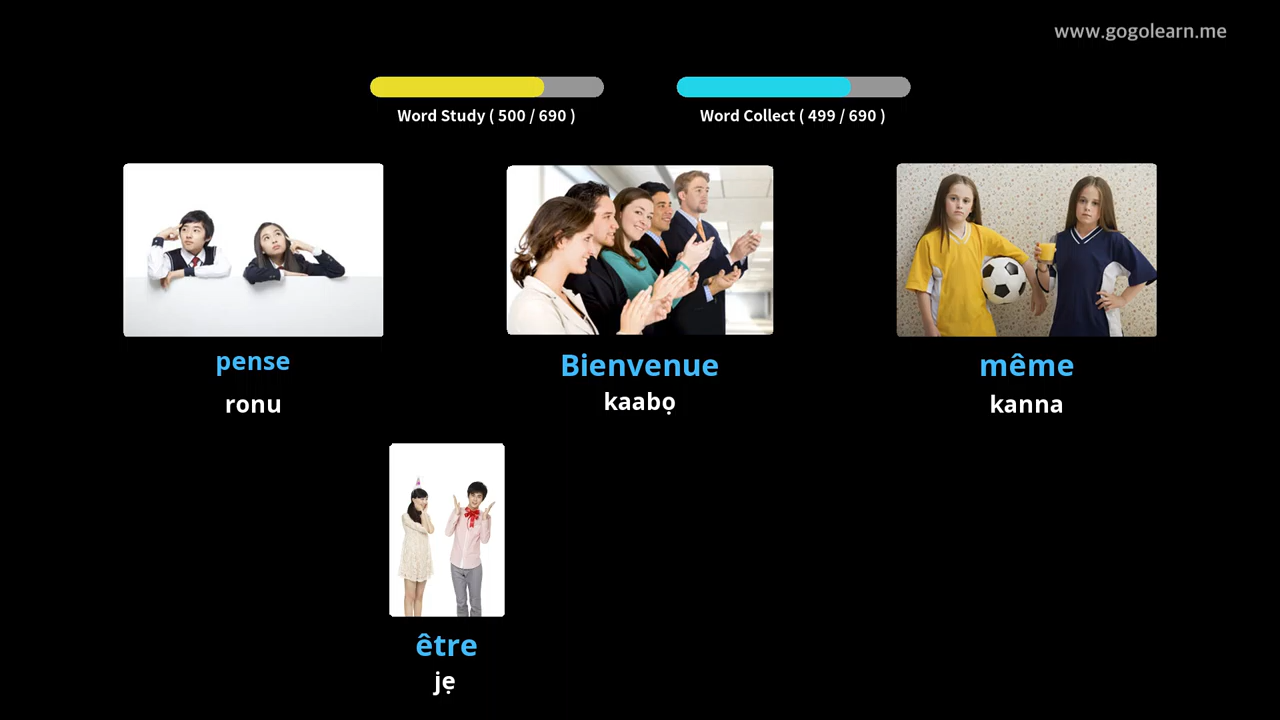 www.gogolearn.me
Word Study ( 500 / 690 )
Word Collect ( 499 / 690 )
pense
ronu
Bienvenue
kaabọ
même
kanna
être
jẹ